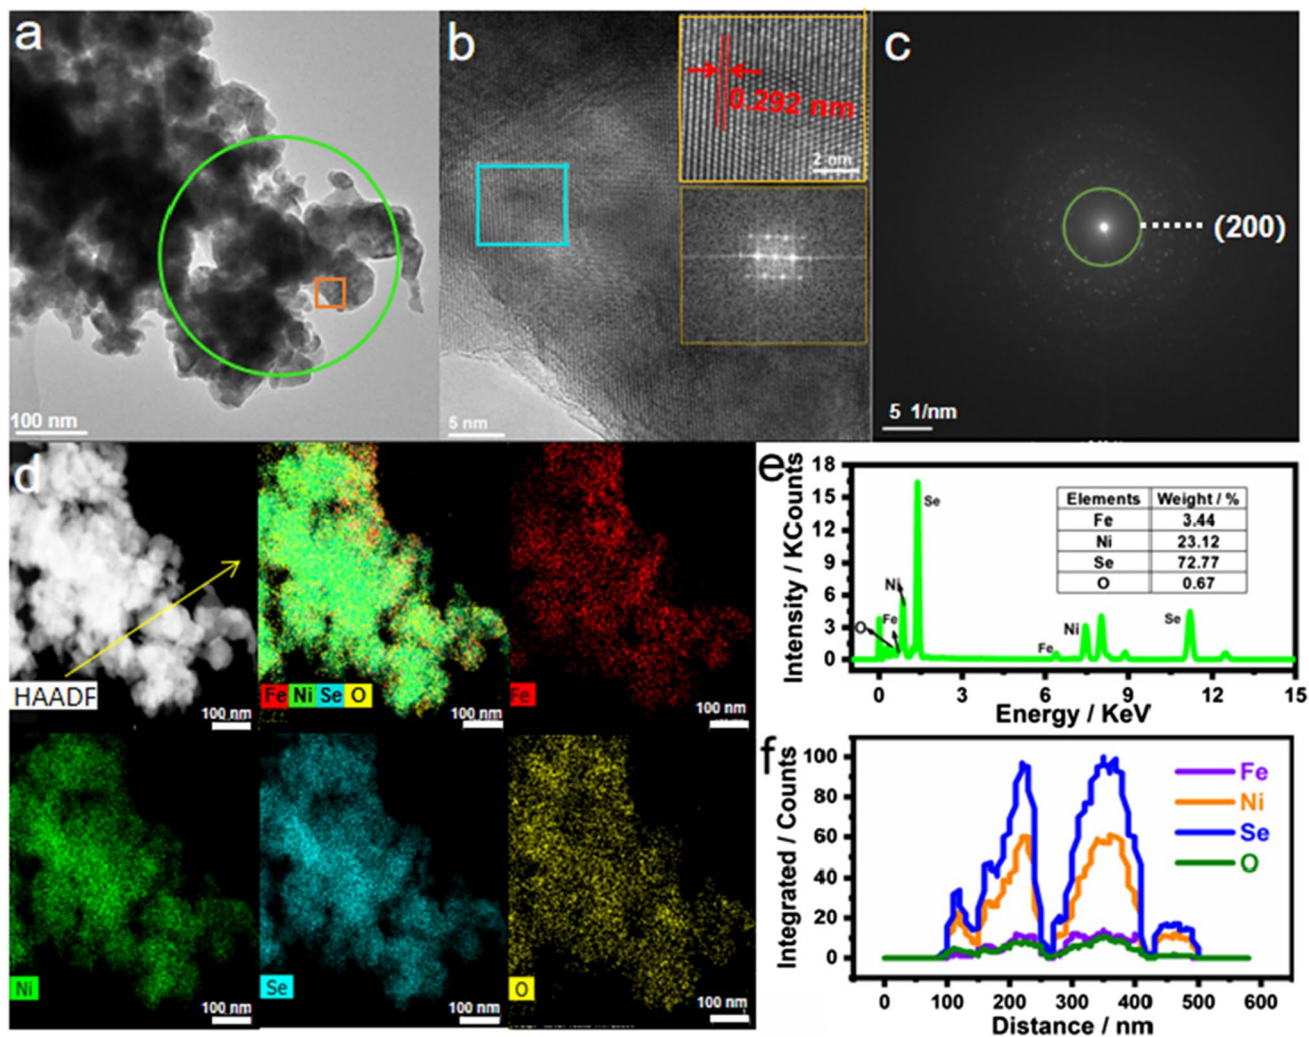 a
100 nm
b
0.292 nm
2 nm
5 nm
c
(200)
5 1/nm
d
HAADF
100 nm
Fe Ni Se O
100 nm
Fe
100 nm
Ni
100 nm
Se
100 nm
O
100 nm
e
Intensity / KCounts
18
15
12
9
6
3
0
Se
Ni
Fe
O
Fe
Ni
Se
Elements Weight / %
Fe 3.44
Ni 23.12
Se 72.77
O 0.67
0 3 6 9 12 15
Energy / KeV
f
Integrated / Counts
100
80
60
40
20
0
Fe
Ni
Se
O
0 100 200 300 400 500 600
Distance / nm